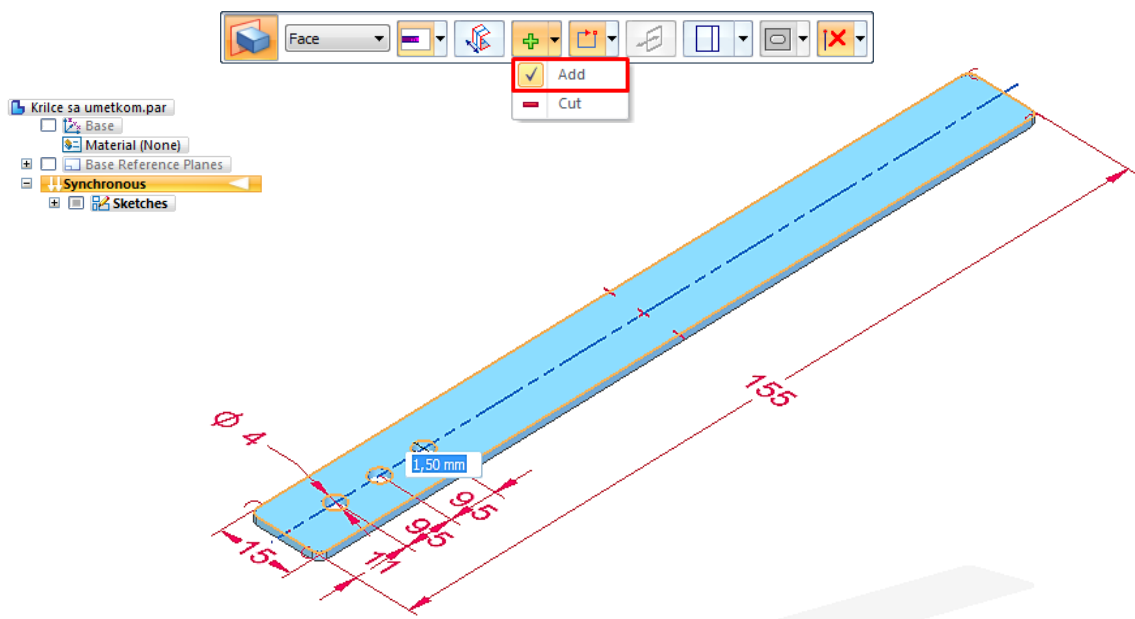 Face
Add
Cut
Krilce sa umetkom.par
Base
Material (None)
Base Reference Planes
Synchronous
Sketches
155
Ø 4
1,50 mm
9,5
9,5
11
15